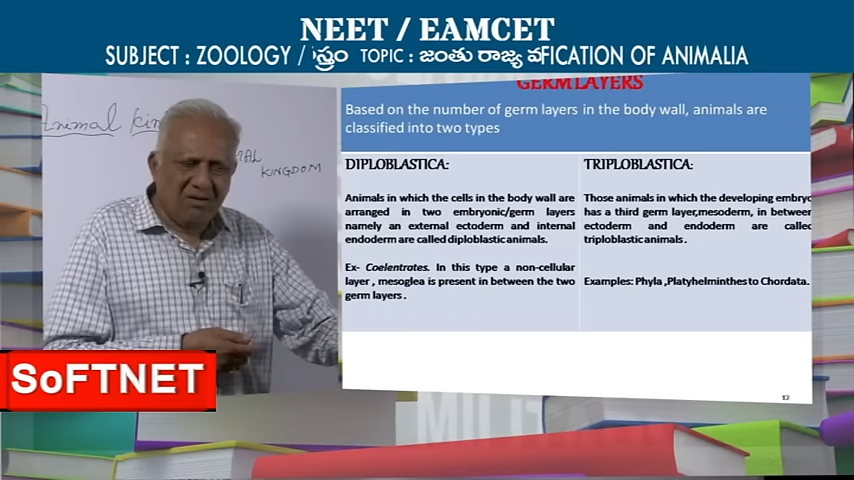 NEET / EAMCET
SUBJECT : ZOOLOGY / స్త్రం TOPIC : జంతు రాజ్య వFICATION OF ANIMALIA
GERM LAYERS
Based on the number of germ layers in the body wall, animals are
classified into two types
Animal kin
MAL
KINGDOM
DIPLOBLASTICA:
Animals in which the cells in the body wall are
arranged in two embryonic/germ layers
namely an external ectoderm and internal
endoderm are called diploblastic animals.
Ex- Coelentrates. In this type a non-cellular
layer , mesoglea is present in between the two
germ layers .
TRIPLOBLASTICA:
Those animals in which the developing embryo
has a third germ layer,mesoderm, in between
ectoderm and endoderm are called
triploblastic animals .
Examples: Phyla ,Platyhelminthes to Chordata.
12
SoFTNET
MILIT